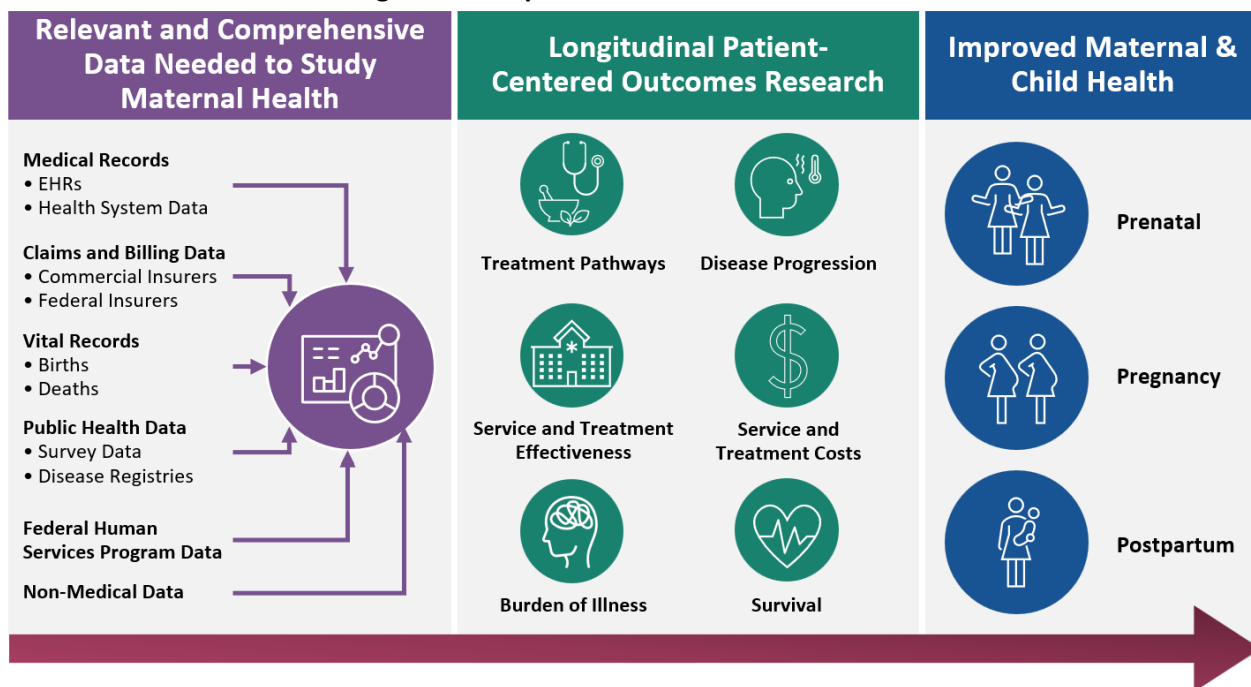 Relevant and Comprehensive
Data Needed to Study
Maternal Health
Medical Records
• EHRs
• Health System Data
Claims and Billing Data
• Commercial Insurers
• Federal Insurers
Vital Records
• Births
• Deaths
Public Health Data
• Survey Data
• Disease Registries
Federal Human
Services Program Data
Non-Medical Data
Longitudinal Patient-
Centered Outcomes Research
Treatment Pathways
Disease Progression
Service and Treatment
Effectiveness
Service and
Treatment Costs
Burden of Illness
Survival
Improved Maternal &
Child Health
Prenatal
Pregnancy
Postpartum